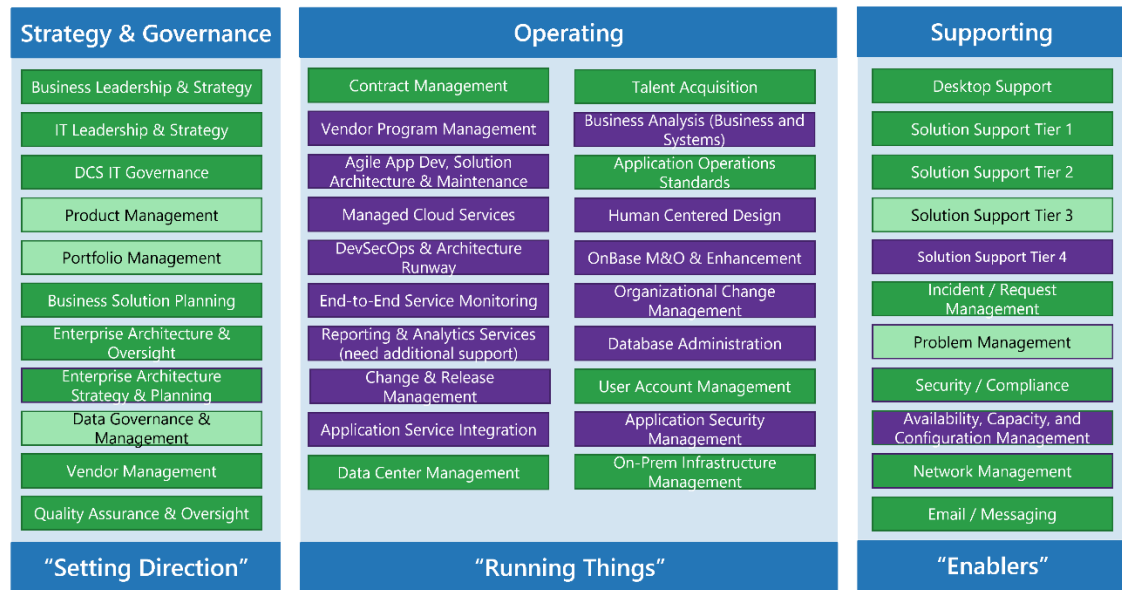 Strategy & Governance
Business Leadership & Strategy
IT Leadership & Strategy
DCS IT Governance
Product Management
Portfolio Management
Business Solution Planning
Enterprise Architecture &
Oversight
Enterprise Architecture
Strategy & Planning
Data Governance &
Management
Vendor Management
Quality Assurance & Oversight
“Setting Direction”
Operating
Contract Management
Vendor Program Management
Agile App Dev, Solution
Architecture & Maintenance
Managed Cloud Services
DevSecOps & Architecture
Runway
End-to-End Service Monitoring
Reporting & Analytics Services
(need additional support)
Change & Release
Management
Application Service Integration
Data Center Management
Talent Acquisition
Business Analysis (Business and
Systems)
Application Operations
Standards
Human Centered Design
OnBase M&O & Enhancement
Organizational Change
Management
Database Administration
User Account Management
Application Security
Management
On-Prem Infrastructure
Management
“Running Things”
Supporting
Desktop Support
Solution Support Tier 1
Solution Support Tier 2
Solution Support Tier 3
Solution Support Tier 4
Incident / Request
Management
Problem Management
Security / Compliance
Availability, Capacity, and
Configuration Management
Network Management
Email / Messaging
“Enablers”